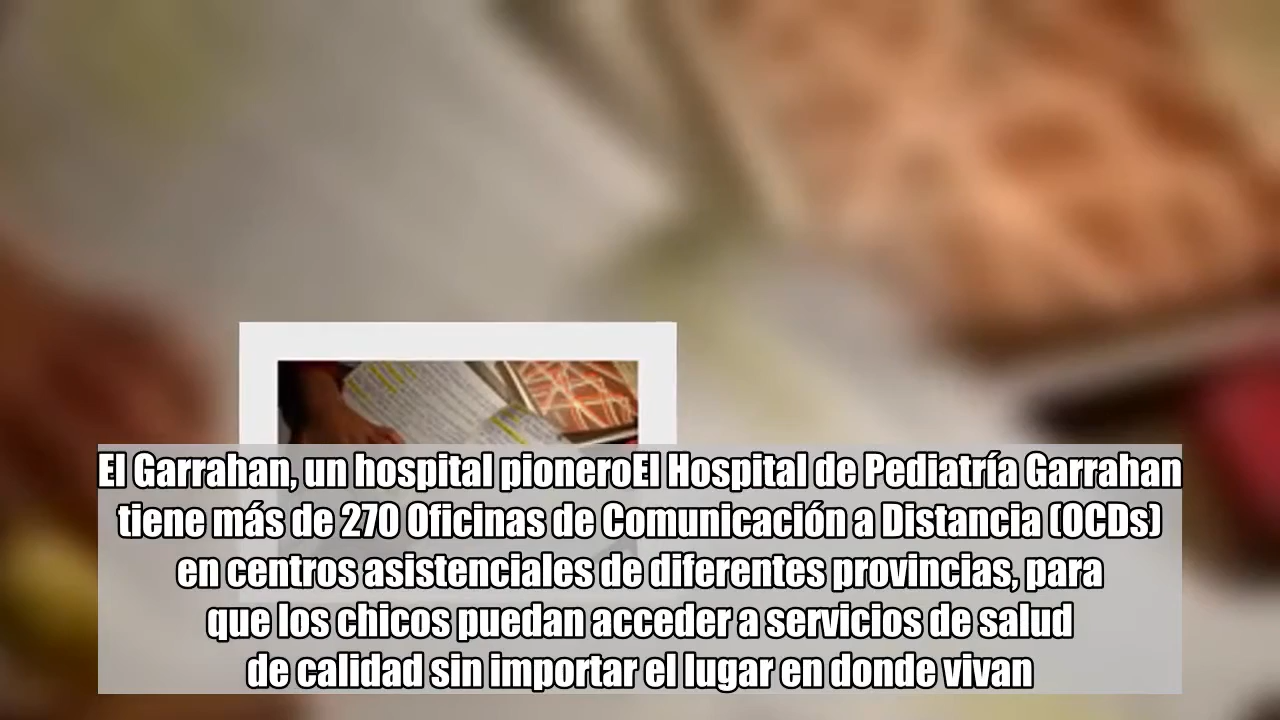 El Garrahan, un hospital pioneroEl Hospital de Pediatría Garrahan
tiene más de 270 Oficinas de Comunicación a Distancia (OCDs)
en centros asistenciales de diferentes provincias, para
que los chicos puedan acceder a servicios de salud
de calidad sin importar el lugar en donde vivan